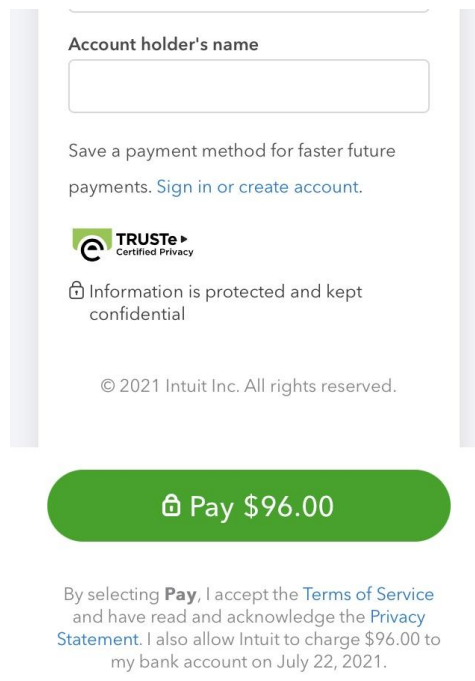 Account holder's name
Save a payment method for faster future
payments. Sign in or create account.
TRUSTe
Certified Privacy
Information is protected and kept
confidential
© 2021 Intuit Inc. All rights reserved.
Pay $96.00
By selecting Pay, I accept the Terms of Service
and have read and acknowledge the Privacy
Statement. I also allow Intuit to charge $96.00 to
my bank account on July 22, 2021.